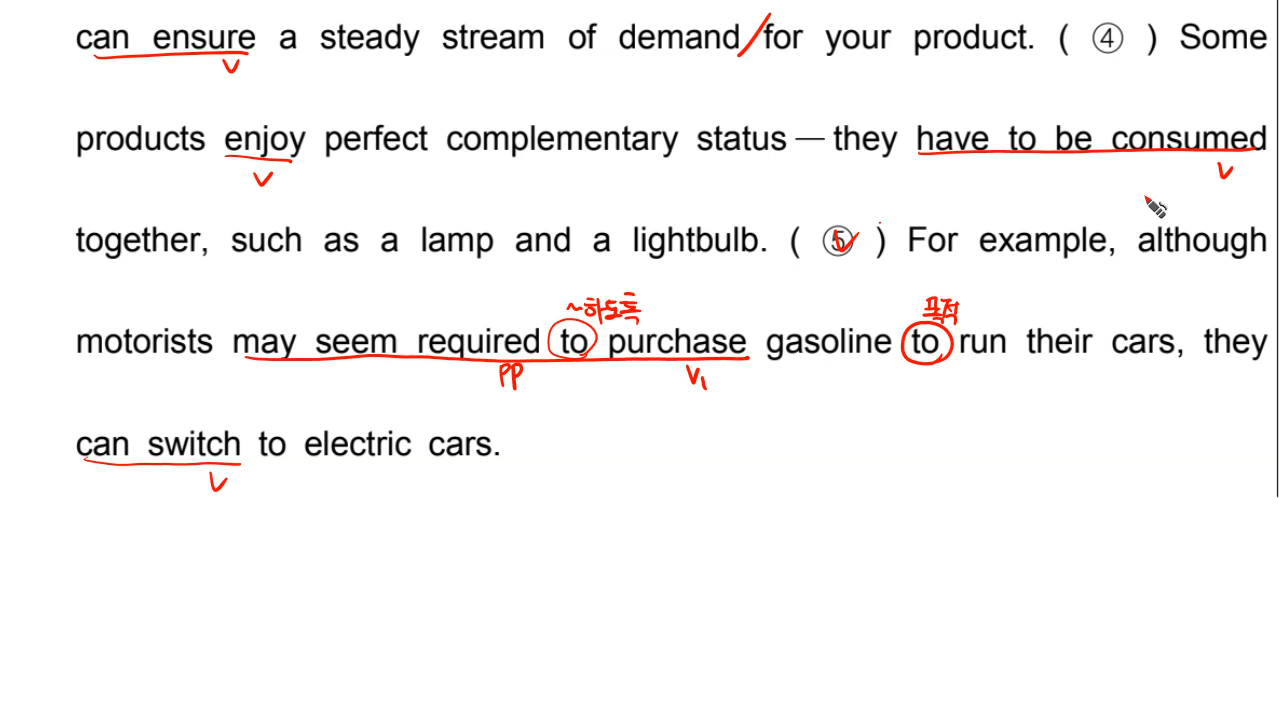 can ensure a steady stream of demand for your product. ( ④ ) Some
V
products enjoy perfect complementary status — they have to be consumed
V V
together, such as a lamp and a lightbulb. ( ⑤ ) For example, although
~하도록 목적
motorists may seem required to purchase gasoline to run their cars, they
PP V₁
can switch to electric cars.
V